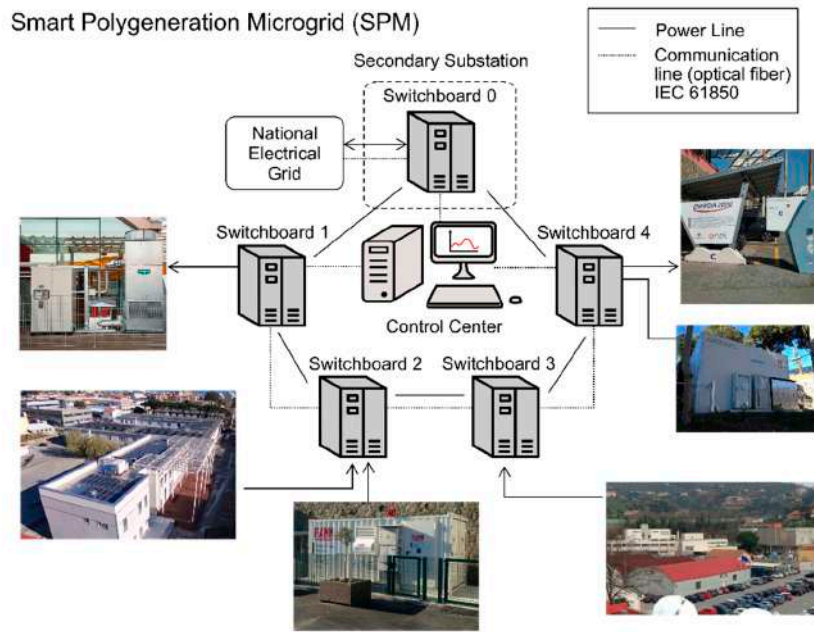 Smart Polygeneration Microgrid (SPM)
Power Line
Communication
line (optical fiber)
IEC 61850
Secondary Substation
Switchboard 0
National
Electrical
Grid
Switchboard 1
Switchboard 4
Control Center
Switchboard 2
Switchboard 3
C